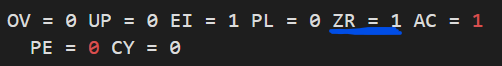 OV = 0 UP = 0 EI = 1 PL = 0 ZR = 1 AC = 1
PE = 0 CY = 0